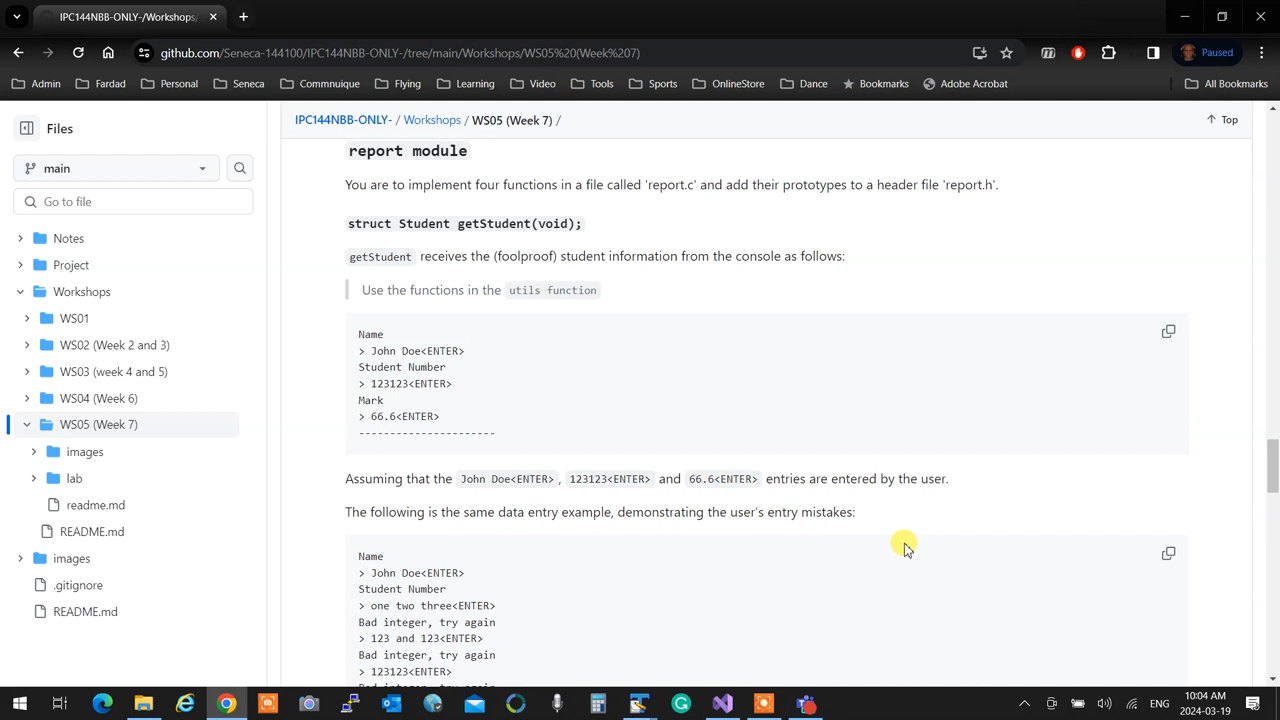 IPC144NBB-ONLY-/Workshops/
github.com/Seneca-144100/IPC144NBB-ONLY-/tree/main/Workshops/WS05%20(Week%207)
Paused
Admin Fardad Personal Seneca Commnuique Flying Learning Video Tools Sports OnlineStore Dance Bookmarks Adobe Acrobat All Bookmarks
Files
main
Go to file
Notes
Project
Workshops
WS01
WS02 (Week 2 and 3)
WS03 (week 4 and 5)
WS04 (Week 6)
WS05 (Week 7)
images
lab
readme.md
README.md
images
.gitignore
README.md
IPC144NBB-ONLY- / Workshops / WS05 (Week 7) /
Top
report module
You are to implement four functions in a file called 'report.c' and add their prototypes to a header file 'report.h'.
struct Student getStudent(void);
getStudent receives the (foolproof) student information from the console as follows:
Use the functions in the utils function
Name
> John Doe<ENTER>
Student Number
> 123123<ENTER>
Mark
> 66.6<ENTER>
----------------------
Assuming that the John Doe<ENTER>, 123123<ENTER> and 66.6<ENTER> entries are entered by the user.
The following is the same data entry example, demonstrating the user's entry mistakes:
Name
> John Doe<ENTER>
Student Number
> one two three<ENTER>
Bad integer, try again
> 123 and 123<ENTER>
Bad integer, try again
> 123123<ENTER>
Bad integer, try again
ENG
10:04 AM
2024-03-19